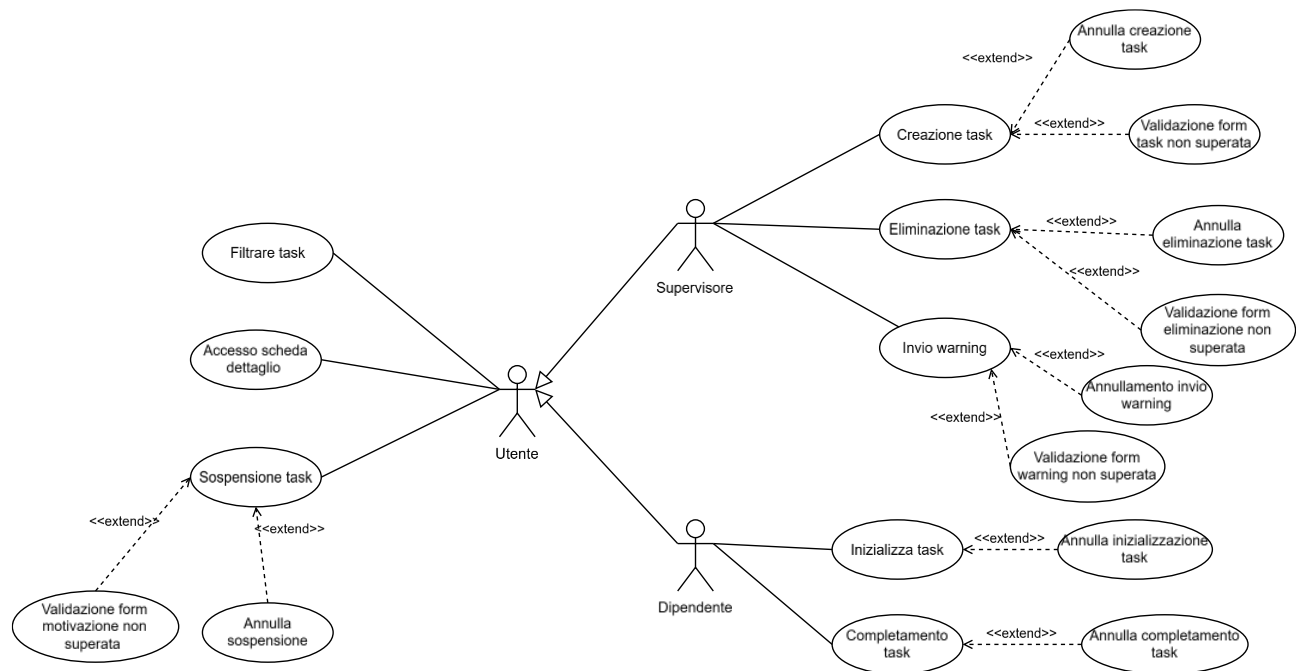 Annulla creazione
task
<<extend>>
Creazione task
<<extend>>
Validazione form
task non superata
Filtrare task
Supervisore
Eliminazione task
<<extend>>
Annulla
eliminazione task
<<extend>>
Validazione form
eliminazione non
superata
Accesso scheda
dettaglio
Invio warning
<<extend>>
Annullamento invio
warning
<<extend>>
Validazione form
warning non superata
Utente
Sospensione task
<<extend>>
<<extend>>
Validazione form
motivazione non
superata
Annulla
sospensione
Dipendente
Inizializza task
<<extend>>
Annulla inizializzazione
task
Completamento
task
<<extend>>
Annulla completamento
task